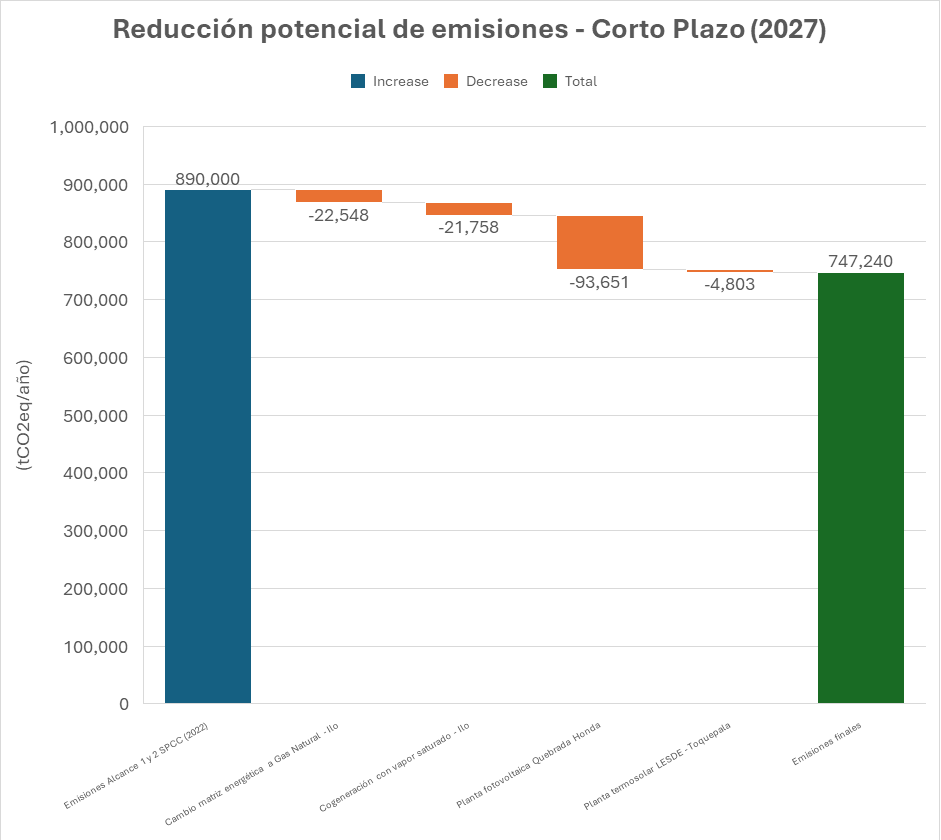 Reducción potencial de emisiones - Corto Plazo (2027)
Increase Decrease Total
1,000,000
900,000
800,000
700,000
600,000
500,000
400,000
300,000
200,000
100,000
0
(tCO2eq/año)
890,000
-22,548
-21,758
-93,651
-4,803
747,240
Emisiones Alcance 1 y 2 SPCC (2022)
Cambio matriz energética a Gas Natural - Ilo
Cogeneración con vapor saturado - Ilo
Planta fotovoltaica Quebrada Honda
Planta termosolar LESDE - Toquepala
Emisiones finales